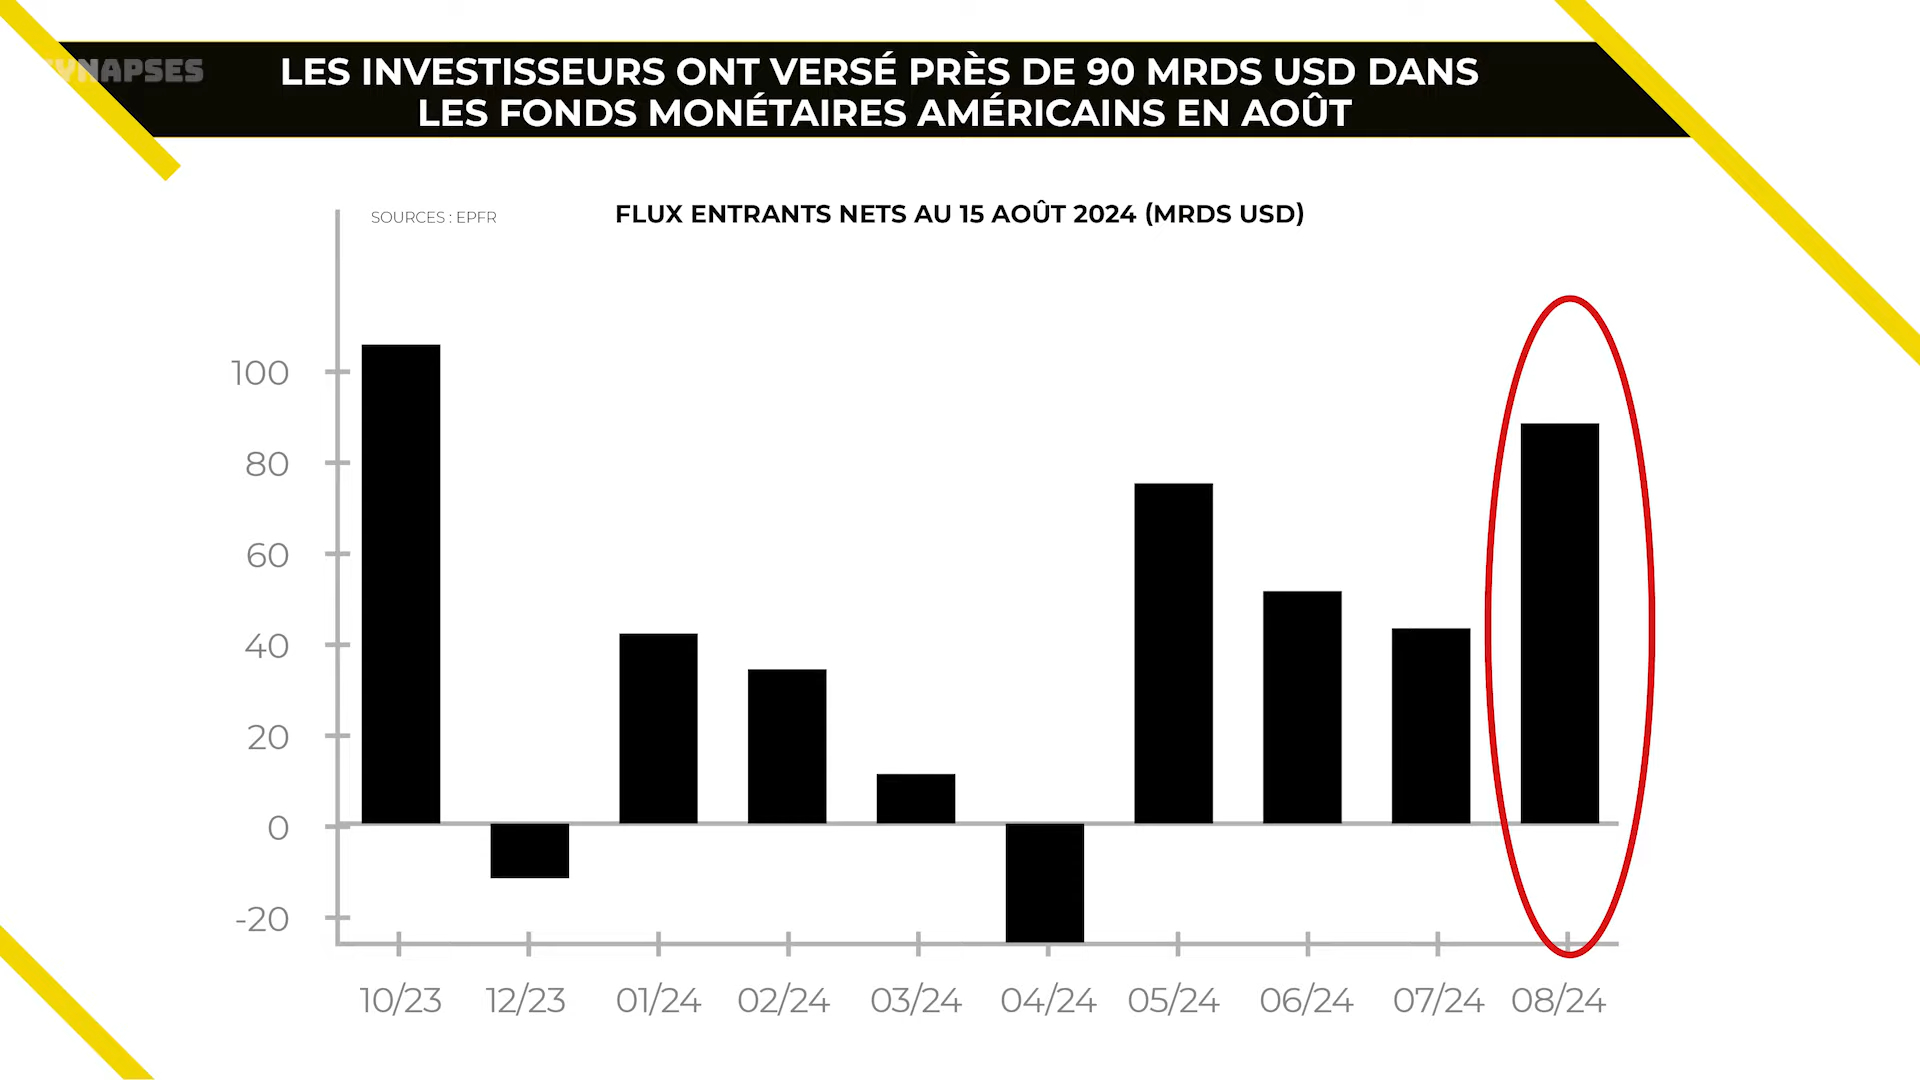 SYNAPSES
LES INVESTISSEURS ONT VERSÉ PRÈS DE 90 MRDS USD DANS
LES FONDS MONÉTAIRES AMÉRICAINS EN AOÛT
SOURCES : EPFR
FLUX ENTRANTS NETS AU 15 AOÛT 2024 (MRDS USD)
100
80
60
40
20
0
-20
10/23 12/23 01/24 02/24 03/24 04/24 05/24 06/24 07/24 08/24